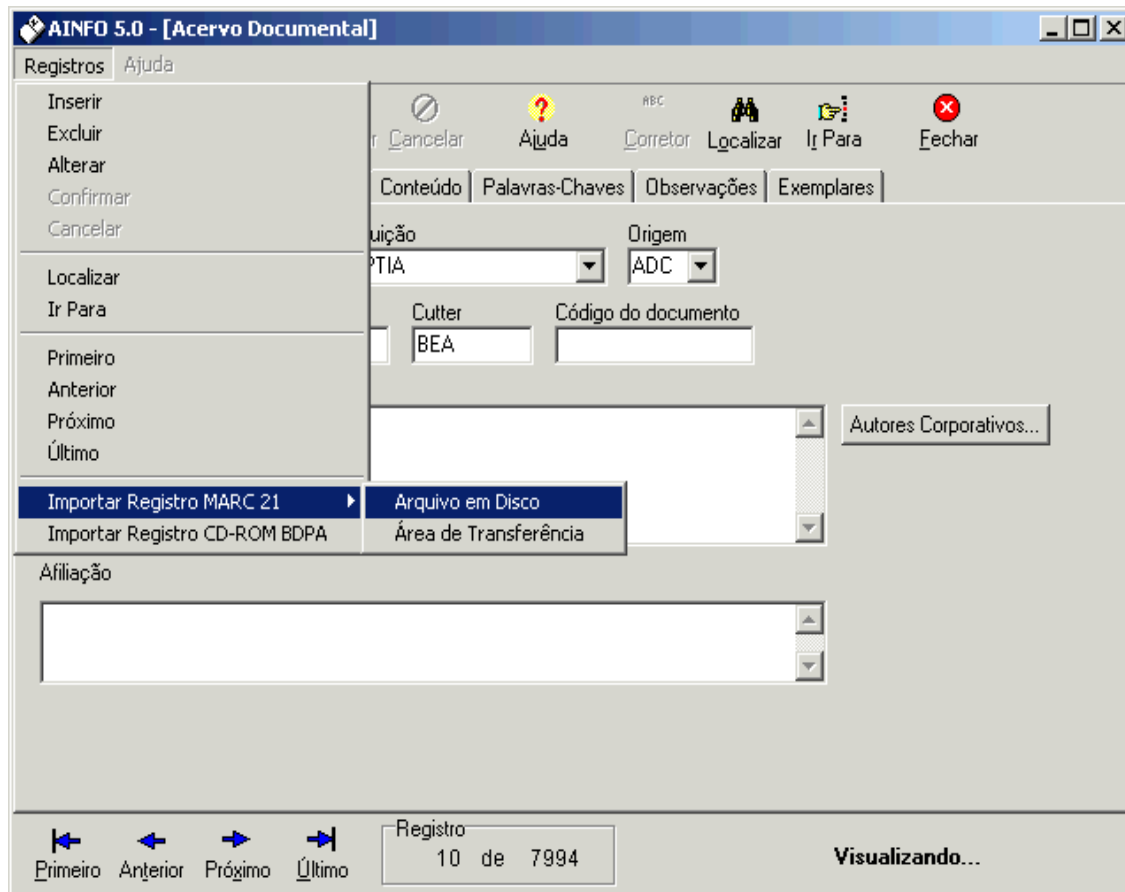 AINFO 5.0 - [Acervo Documental]
Registros Ajuda
Inserir
Excluir
Alterar
Confirmar
Cancelar
Localizar
Ir Para
Primeiro
Anterior
Próximo
Último
Importar Registro MARC 21
Importar Registro CD-ROM BDPA
Arquivo em Disco
Área de Transferência
r Cancelar Ajuda ABC Corretor Localizar Ir Para Fechar
Conteúdo Palavras-Chaves Observações Exemplares
uição Origem
PTIA ADC
Cutter Código do documento
BEA
Autores Corporativos...
Afiliação
Primeiro Anterior Próximo Último
Registro
10 de 7994
Visualizando...